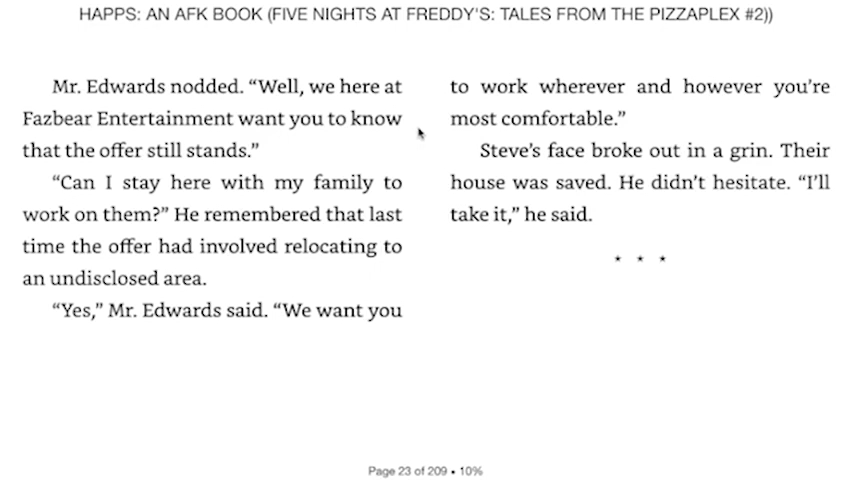 HAPPS: AN AFK BOOK (FIVE NIGHTS AT FREDDY'S: TALES FROM THE PIZZAPLEX #2))
Mr. Edwards nodded. “Well, we here at
Fazbear Entertainment want you to know
that the offer still stands.”
“Can I stay here with my family to
work on them?” He remembered that last
time the offer had involved relocating to
an undisclosed area.
“Yes,” Mr. Edwards said. “We want you
to work wherever and however you’re
most comfortable.”
Steve’s face broke out in a grin. Their
house was saved. He didn’t hesitate. “I’ll
take it,” he said.
* * *
Page 23 of 209 • 10%